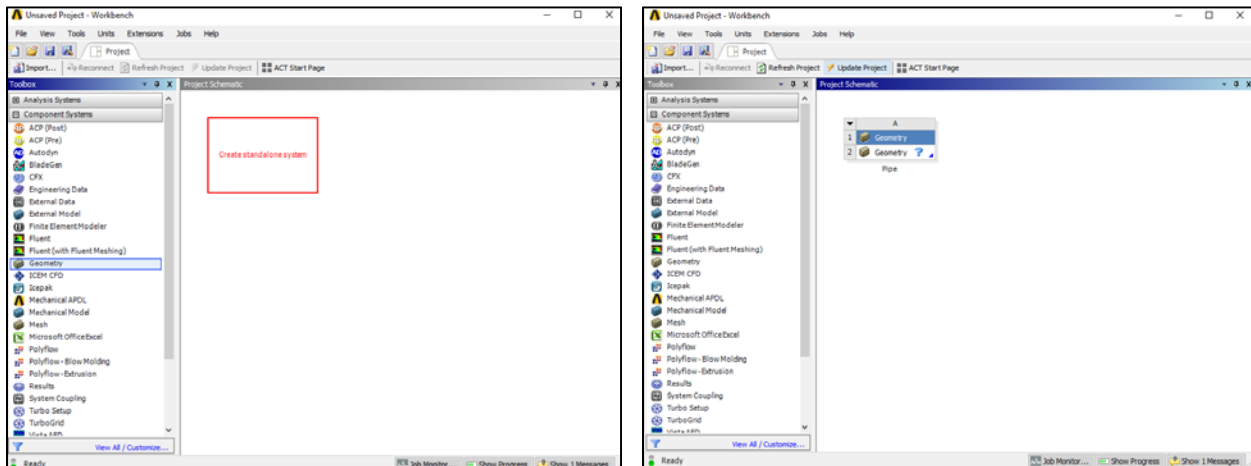 Unsaved Project - Workbench
File View Tools Units Extensions Jobs Help
Project
Import... Reconnect Refresh Project Update Project ACT Start Page
Toolbox
Project Schematic
Analysis Systems
Component Systems
ACP (Post)
ACP (Pre)
Autodyn
BladeGen
CFX
Engineering Data
External Data
External Model
Finite Element Modeler
Fluent
Fluent (with Fluent Meshing)
Geometry
ICEM CFD
Icepak
Mechanical APDL
Mechanical Model
Mesh
Microsoft Office Excel
Polyflow
Polyflow - Blow Molding
Polyflow - Extrusion
Results
System Coupling
Turbo Setup
TurboGrid
View All / Customize...
Create standalone system
Ready
Job Monitor... Show Progress Show 1 Messages
Unsaved Project - Workbench
File View Tools Units Extensions Jobs Help
Project
Import... Reconnect Refresh Project Update Project ACT Start Page
Toolbox
Project Schematic
Analysis Systems
Component Systems
ACP (Post)
ACP (Pre)
Autodyn
BladeGen
CFX
Engineering Data
External Data
External Model
Finite Element Modeler
Fluent
Fluent (with Fluent Meshing)
Geometry
ICEM CFD
Icepak
Mechanical APDL
Mechanical Model
Mesh
Microsoft Office Excel
Polyflow
Polyflow - Blow Molding
Polyflow - Extrusion
Results
System Coupling
Turbo Setup
TurboGrid
View All / Customize...
A
1 Geometry
2 Geometry ?
Pipe
Ready
Job Monitor... Show Progress Show 1 Messages